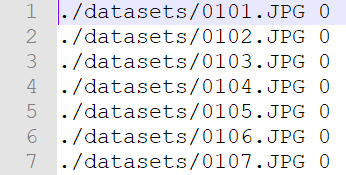 1 ./datasets/0101.JPG 0
2 ./datasets/0102.JPG 0
3 ./datasets/0103.JPG 0
4 ./datasets/0104.JPG 0
5 ./datasets/0105.JPG 0
6 ./datasets/0106.JPG 0
7 ./datasets/0107.JPG 0